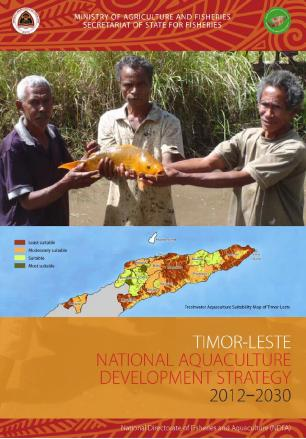 MINISTRY OF AGRICULTURE AND FISHERIES
SECRETARIAT OF STATE FOR FISHERIES
Least suitable
Moderately suitable
Suitable
Most suitable
Freshwater Aquaculture Suitability Map of Timor-Leste
TIMOR-LESTE
NATIONAL AQUACULTURE
DEVELOPMENT STRATEGY
2012–2030
National Directorate of Fisheries and Aquaculture (NDFA)